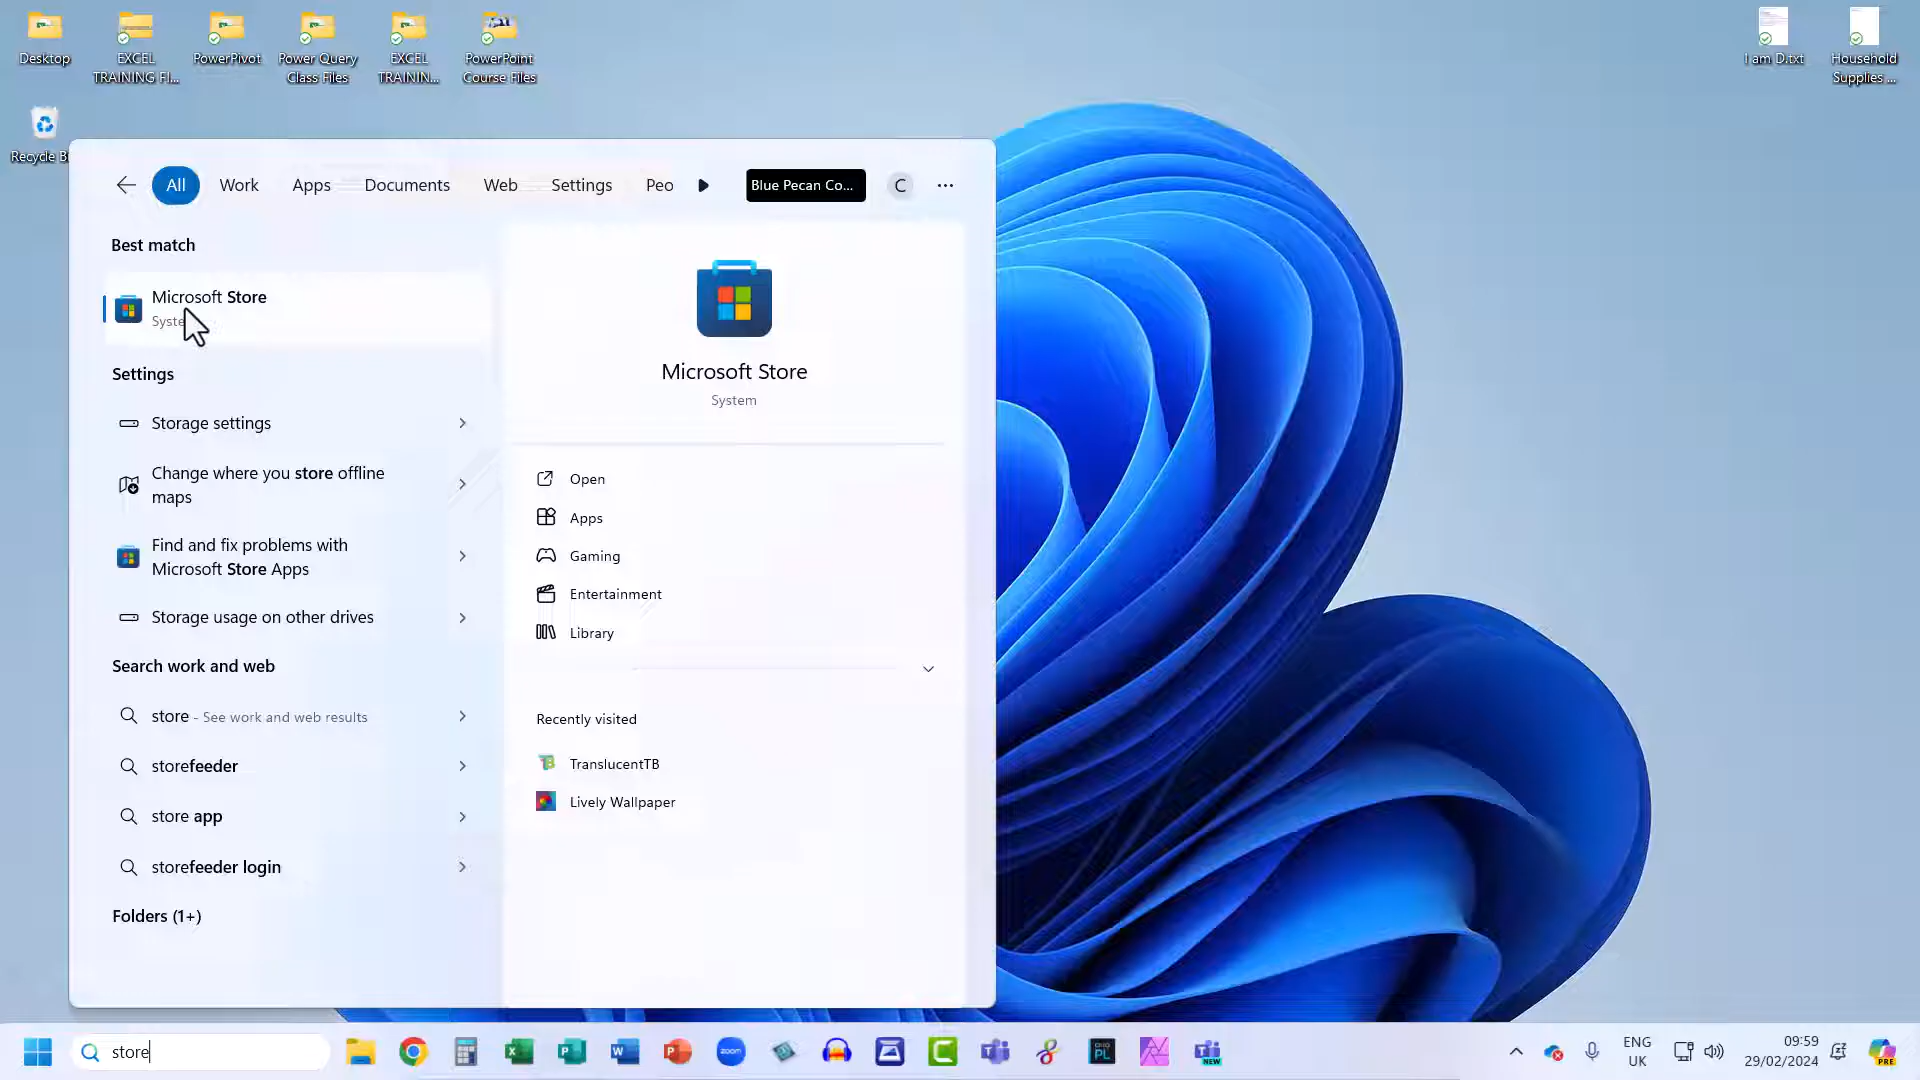 Desktop
EXCEL
TRAINING FI...
PowerPivot
Power Query
Class Files
EXCEL
TRAININ...
PowerPoint
Course Files
I am D.txt
Household
Supplies ...
Recycle B
All
Work
Apps
Documents
Web
Settings
Peo
Blue Pecan Co...
C
Best match
Microsoft Store
Syste
Settings
Storage settings
Change where you store offline
maps
Find and fix problems with
Microsoft Store Apps
Storage usage on other drives
Search work and web
store - See work and web results
storefeeder
store app
storefeeder login
Folders (1+)
Microsoft Store
System
Open
Apps
Gaming
Entertainment
Library
Recently visited
TranslucentTB
Lively Wallpaper
store
zoom
NEW
ENG
UK
09:59
29/02/2024
PRE